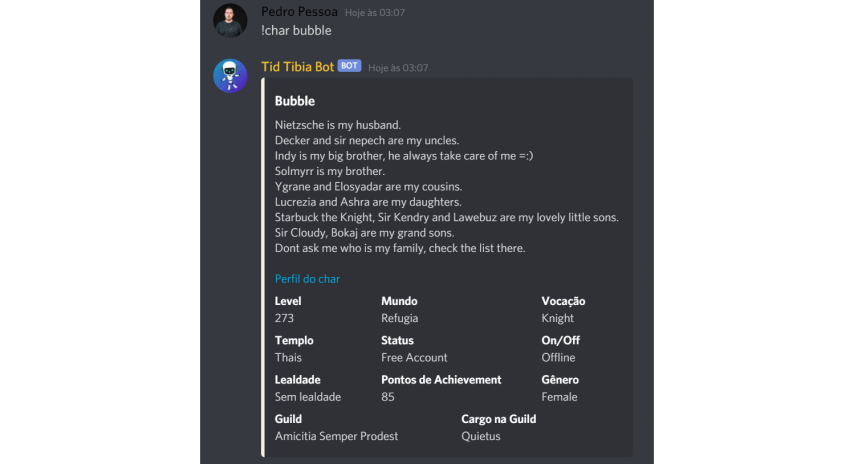 Pedro Pessoa Hoje às 03:07
!char bubble
Tid Tibia Bot BOT Hoje às 03:07
Bubble
Nietzsche is my husband.
Decker and sir nepech are my uncles.
Indy is my big brother, he always take care of me =:)
Solmyrr is my brother.
Ygrane and Elosyadar are my cousins.
Lucrezia and Ashra are my daughters.
Starbuck the Knight, Sir Kendry and Lawebuz are my lovely little sons.
Sir Cloudy, Bokaj are my grand sons.
Dont ask me who is my family, check the list there.
Perfil do char
Level Mundo Vocação
273 Refugia Knight
Templo Status On/Off
Thais Free Account Offline
Lealdade Pontos de Achievement Gênero
Sem lealdade 85 Female
Guild Cargo na Guild
Amicitia Semper Prodest Quietus